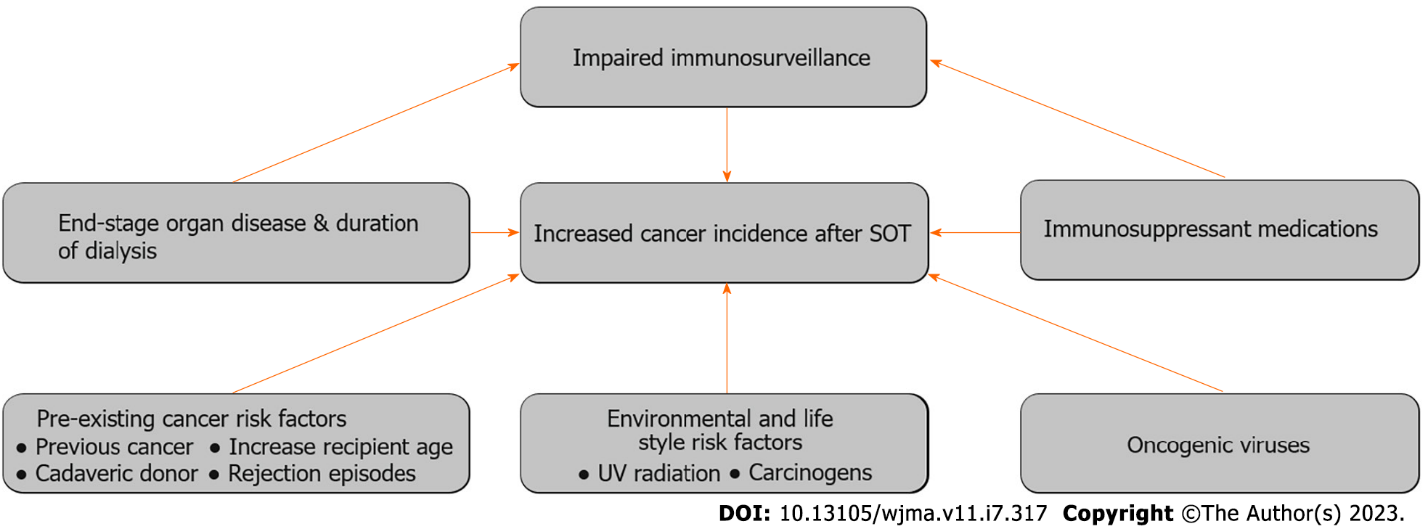 Impaired immunosurveillance
End-stage organ disease & duration
of dialysis
Increased cancer incidence after SOT
Immunosuppressant medications
Pre-existing cancer risk factors
● Previous cancer ● Increase recipient age
● Cadaveric donor ● Rejection episodes
Environmental and life
style risk factors
● UV radiation ● Carcinogens
Oncogenic viruses
DOI: 10.13105/wjma.v11.i7.317 Copyright ©The Author(s) 2023.